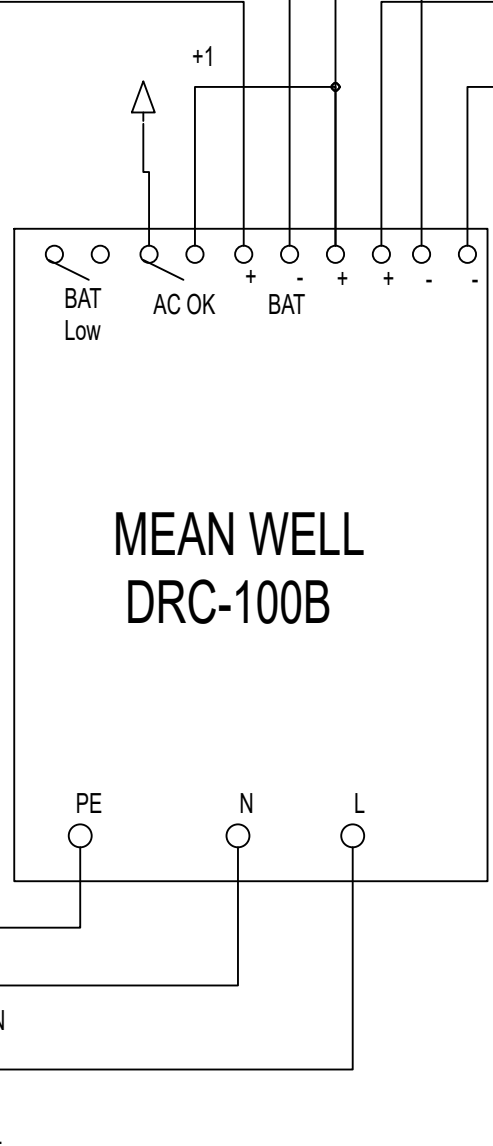 +1
+ - + + - -
BAT
Low
AC OK
BAT
MEAN WELL
DRC-100B
PE
N
L